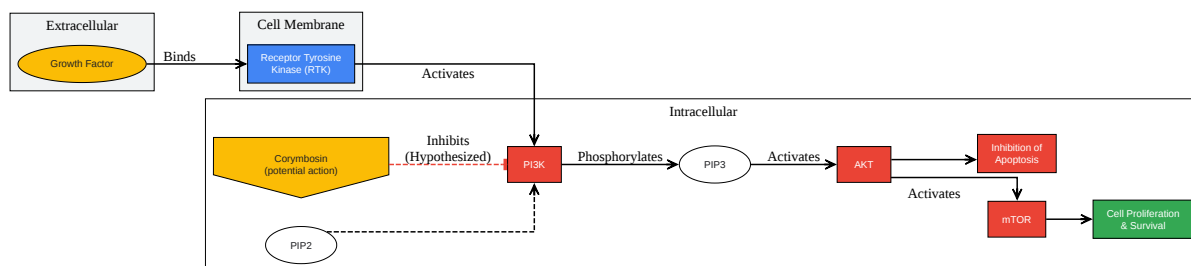 Extracellular
Cell Membrane
Growth Factor
Binds
Receptor Tyrosine
Kinase (RTK)
Activates
Intracellular
Corymbosin
(potential action)
Inhibits
(Hypothesized)
PI3K
Phosphorylates
PIP3
Activates
AKT
Inhibition of
Apoptosis
Activates
mTOR
Cell Proliferation
& Survival
PIP2